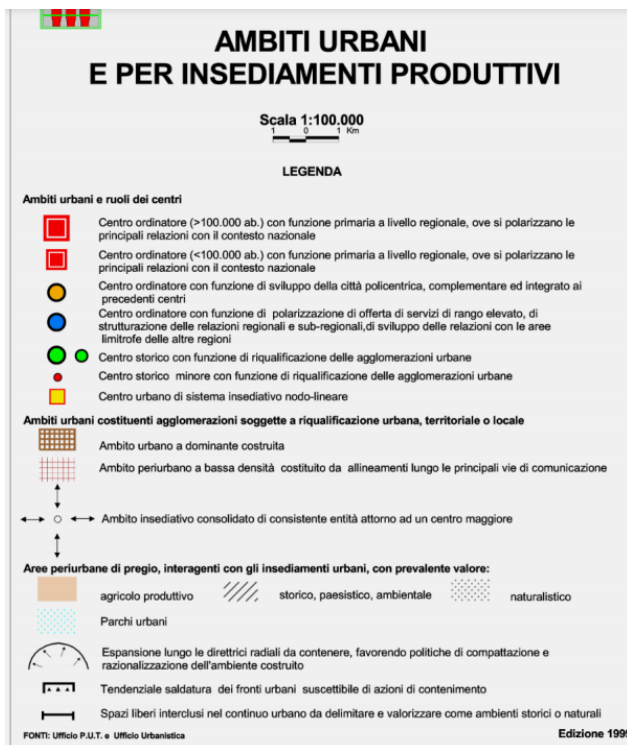 AMBITI URBANI
E PER INSEDIAMENTI PRODUTTIVI
Scala 1:100.000
1 0 1 Km
LEGENDA
Ambiti urbani e ruoli dei centri
Centro ordinatore (>100.000 ab.) con funzione primaria a livello regionale, ove si polarizzano le
principali relazioni con il contesto nazionale
Centro ordinatore (<100.000 ab.) con funzione primaria a livello regionale, ove si polarizzano le
principali relazioni con il contesto nazionale
Centro ordinatore con funzione di sviluppo della città policentrica, complementare ed integrato ai
precedenti centri
Centro ordinatore con funzione di polarizzazione di offerta di servizi di rango elevato, di
strutturazione delle relazioni regionali e sub-regionali,di sviluppo delle relazioni con le aree
limitrofe delle altre regioni
Centro storico con funzione di riqualificazione delle agglomerazioni urbane
Centro storico minore con funzione di riqualificazione delle agglomerazioni urbane
Centro urbano di sistema insediativo nodo-lineare
Ambiti urbani costituenti agglomerazioni soggette a riqualificazione urbana, territoriale o locale
Ambito urbano a dominante costruita
Ambito periurbano a bassa densità costituito da allineamenti lungo le principali vie di comunicazione
Ambito insediativo consolidato di consistente entità attorno ad un centro maggiore
Aree periurbane di pregio, interagenti con gli insediamenti urbani, con prevalente valore:
agricolo produttivo storico, paesistico, ambientale naturalistico
Parchi urbani
Espansione lungo le direttrici radiali da contenere, favorendo politiche di compattazione e
razionalizzazione dell'ambiente costruito
Tendenziale saldatura dei fronti urbani suscettibile di azioni di contenimento
Spazi liberi interclusi nel continuo urbano da delimitare e valorizzare come ambienti storici o naturali
FONTI: Ufficio P.U.T. e Ufficio Urbanistica Edizione 1999